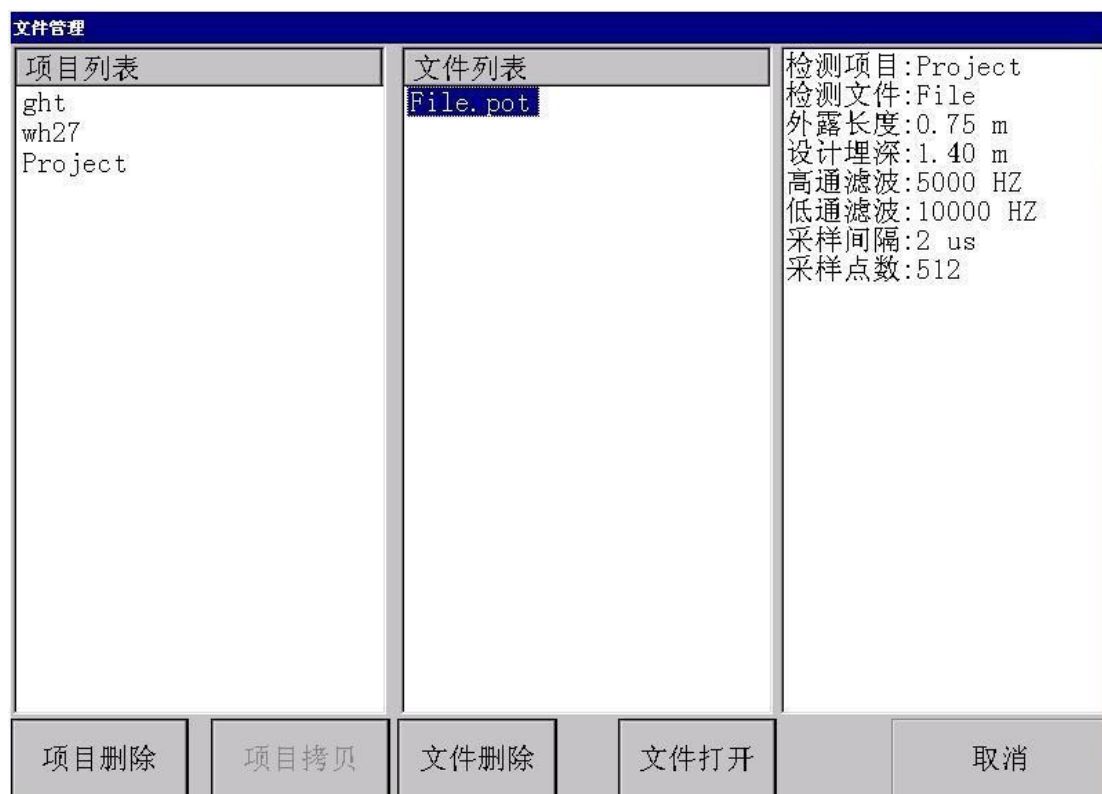 文件管理
项目列表
ght
wh27
Project
文件列表
File.pot
检测项目:Project
检测文件:File
外露长度:0.75 m
设计埋深:1.40 m
高通滤波:5000 HZ
低通滤波:10000 HZ
采样间隔:2 us
采样点数:512
项目删除
项目拷贝
文件删除
文件打开
取消